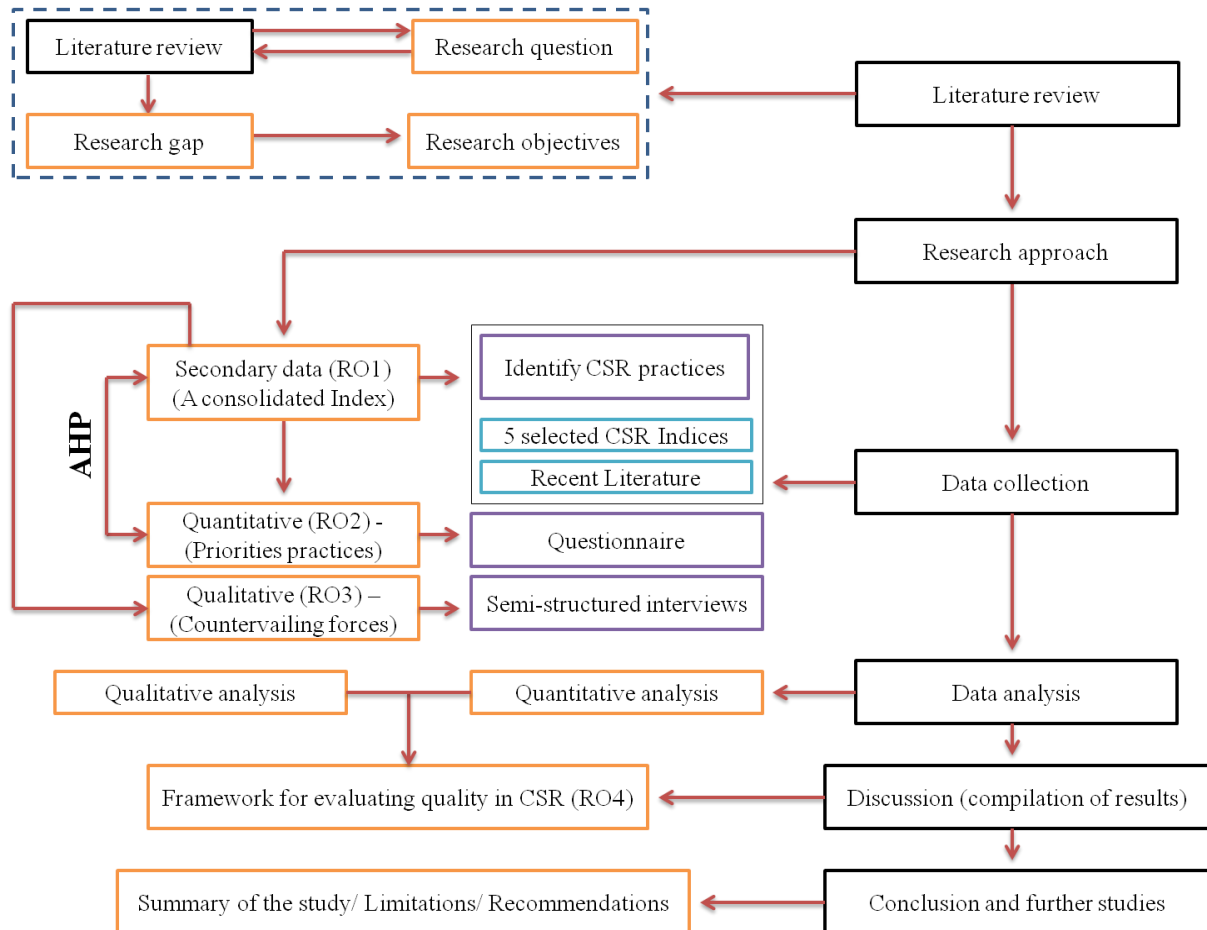 Literature review
Research question
Literature review
Research gap
Research objectives
Research approach
Secondary data (RO1)
(A consolidated Index)
Identify CSR practices
AHP
5 selected CSR Indices
Recent Literature
Data collection
Quantitative (RO2) -
(Priorities practices)
Questionnaire
Qualitative (RO3) –
(Countervailing forces)
Semi-structured interviews
Qualitative analysis
Quantitative analysis
Data analysis
Framework for evaluating quality in CSR (RO4)
Discussion (compilation of results)
Summary of the study/ Limitations/ Recommendations
Conclusion and further studies